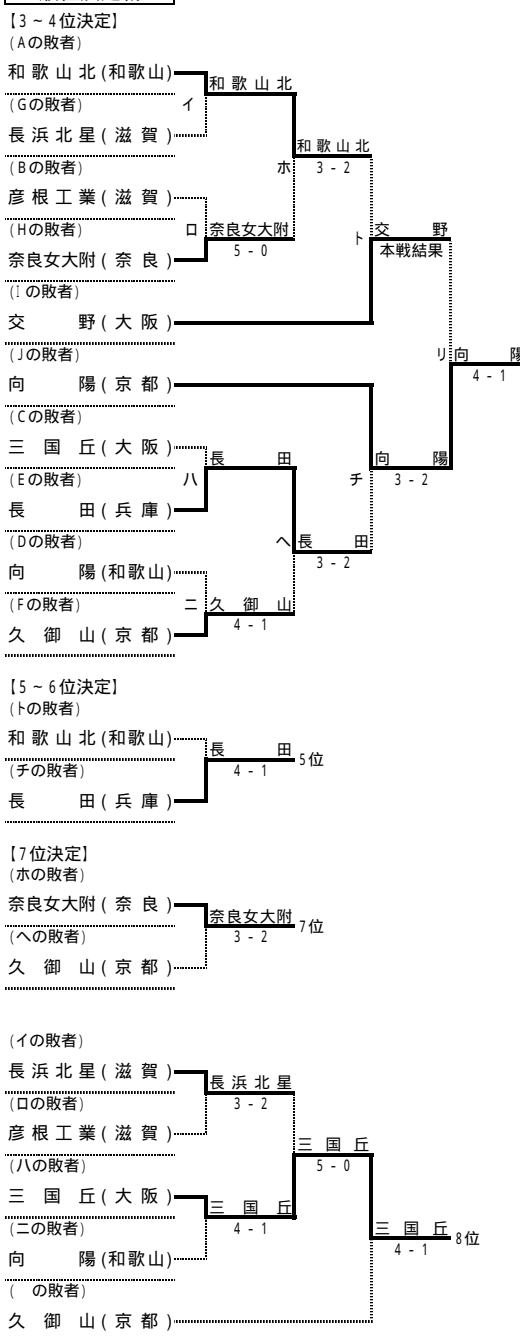 【3～4位決定】
(Aの敗者)
和歌山北(和歌山)
和歌山北
(Gの敗者)
イ
長浜北星(滋賀)
和歌山北
(Bの敗者)
ホ
3 - 2
彦根工業(滋賀)
(Hの敗者)
ロ
奈良女大附
ト
交 野
5 - 0
本戦結果
奈良女大附(奈良)
(Iの敗者)
交 野(大阪)
(Jの敗者)
リ
向 陽
4 - 1
向 陽(京都)
(Cの敗者)
三国丘(大阪)
長 田
向 陽
(Eの敗者)
ハ
チ
3 - 2
長 田(兵庫)
(Dの敗者)
ヘ
長 田
3 - 2
向 陽(和歌山)
(Fの敗者)
ニ
久御山
4 - 1
久御山(京都)
【5～6位決定】
(トの敗者)
和歌山北(和歌山)
長 田
5位
(チの敗者)
4 - 1
長 田(兵庫)
【7位決定】
(ホの敗者)
奈良女大附(奈良)
奈良女大附
7位
(ヘの敗者)
3 - 2
久御山(京都)
(イの敗者)
長浜北星(滋賀)
長浜北星
(ロの敗者)
3 - 2
彦根工業(滋賀)
三国丘
(ハの敗者)
5 - 0
三国丘(大阪)
三国丘
(ニの敗者)
4 - 1
三国丘
8位
4 - 1
向 陽(和歌山)
( の敗者)
久御山(京都)